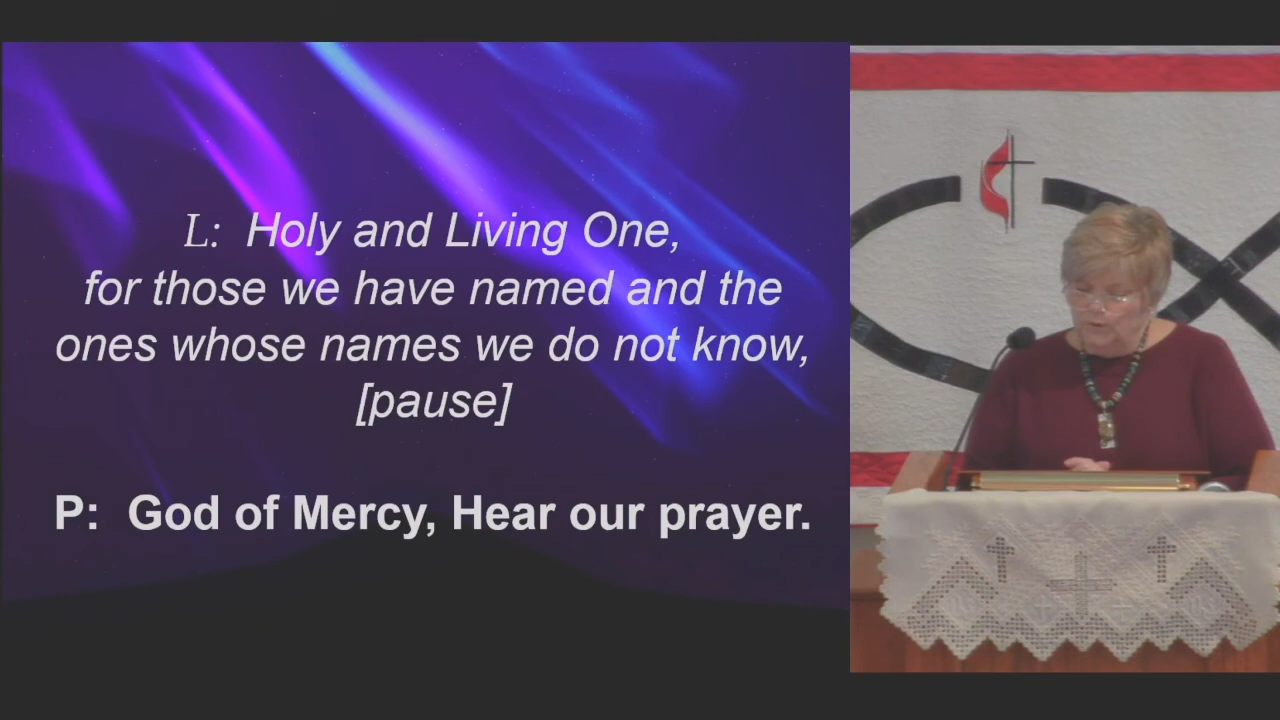 L: Holy and Living One,
for those we have named and the
ones whose names we do not know,
[pause]
P: God of Mercy, Hear our prayer.